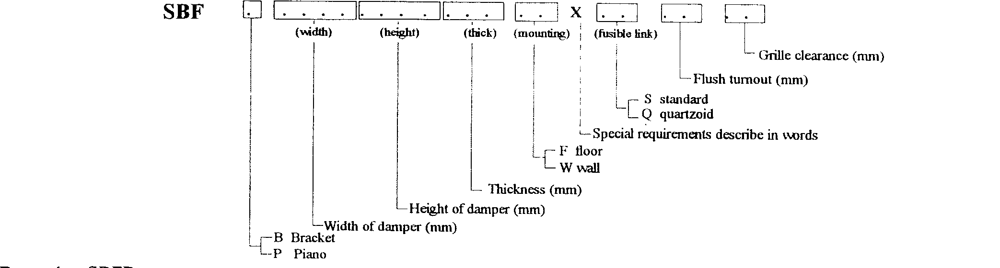 SBF X
(width) (height) (thick) (mounting) (fusible link)
Grille clearance (mm)
Flush turnout (mm)
S standard
Q quartzoid
Special requirements describe in words
F floor
W wall
Thickness (mm)
Height of damper (mm)
Width of damper (mm)
B Bracket
P Piano